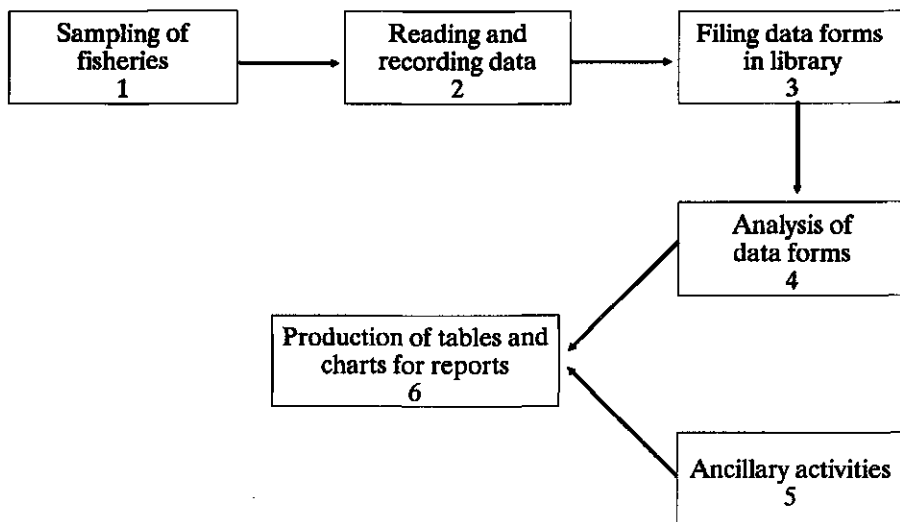 Sampling of
fisheries
1
Reading and
recording data
2
Filing data forms
in library
3
Analysis of
data forms
4
Production of tables and
charts for reports
6
Ancillary activities
5